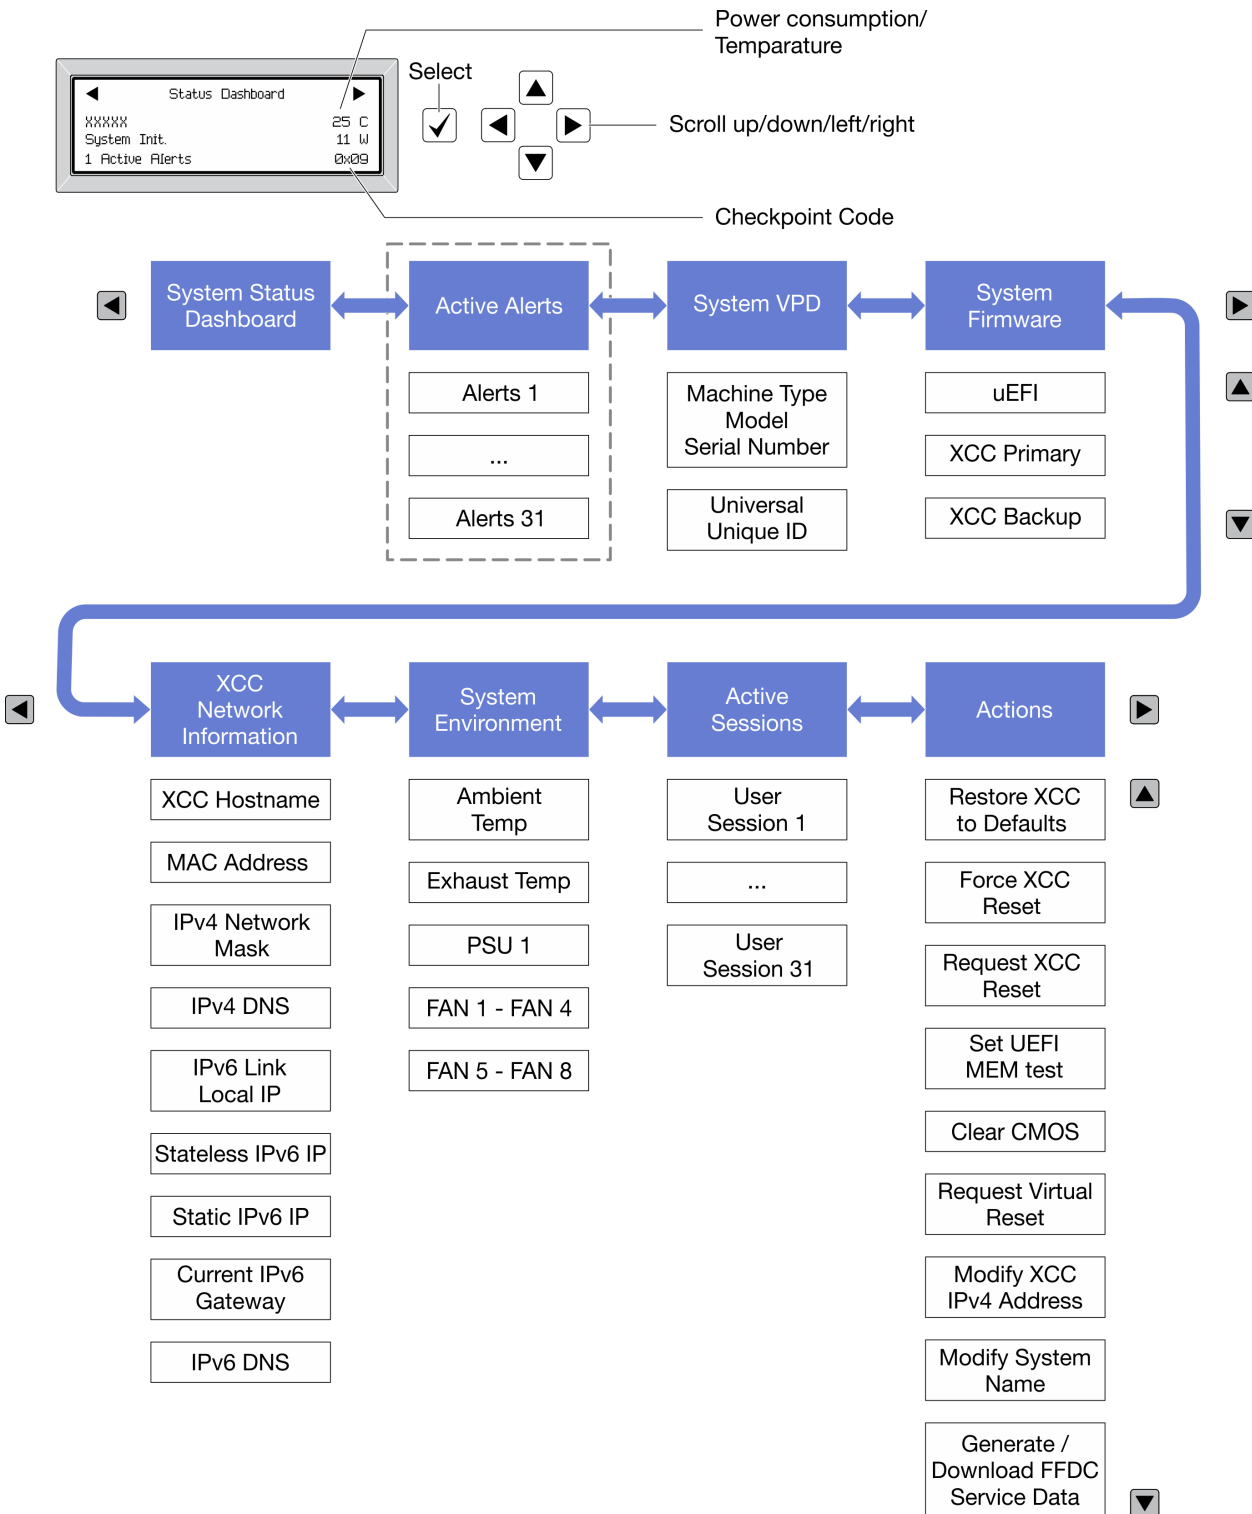 Power consumption/
Temparature
Select
Status Dashboard
XXXXX 25 C
System Init. 11 W
1 Active Alerts 0x09
Scroll up/down/left/right
Checkpoint Code
System Status
Dashboard
Active Alerts
System VPD
System
Firmware
Alerts 1
...
Alerts 31
Machine Type
Model
Serial Number
Universal
Unique ID
uEFI
XCC Primary
XCC Backup
XCC
Network
Information
System
Environment
Active
Sessions
Actions
XCC Hostname
MAC Address
IPv4 Network
Mask
IPv4 DNS
IPv6 Link
Local IP
Stateless IPv6 IP
Static IPv6 IP
Current IPv6
Gateway
IPv6 DNS
Ambient
Temp
Exhaust Temp
PSU 1
FAN 1 - FAN 4
FAN 5 - FAN 8
User
Session 1
...
User
Session 31
Restore XCC
to Defaults
Force XCC
Reset
Request XCC
Reset
Set UEFI
MEM test
Clear CMOS
Request Virtual
Reset
Modify XCC
IPv4 Address
Modify System
Name
Generate /
Download FFDC
Service Data